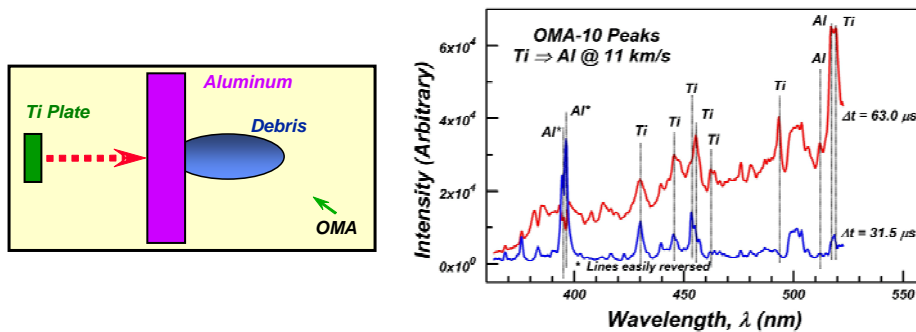 Aluminum
Ti Plate
Debris
OMA
OMA-10 Peaks
Ti ⇒ Al @ 11 km/s
Al*
Al*
Ti
Ti
Ti
Ti
Ti
Ti
Al
Al
Ti
Δt = 63.0 μs
Δt = 31.5 μs
* Lines easily reversed
Intensity (Arbitrary)
6x10⁴
4x10⁴
2x10⁴
0x10⁰
400
450
500
550
Wavelength, λ (nm)